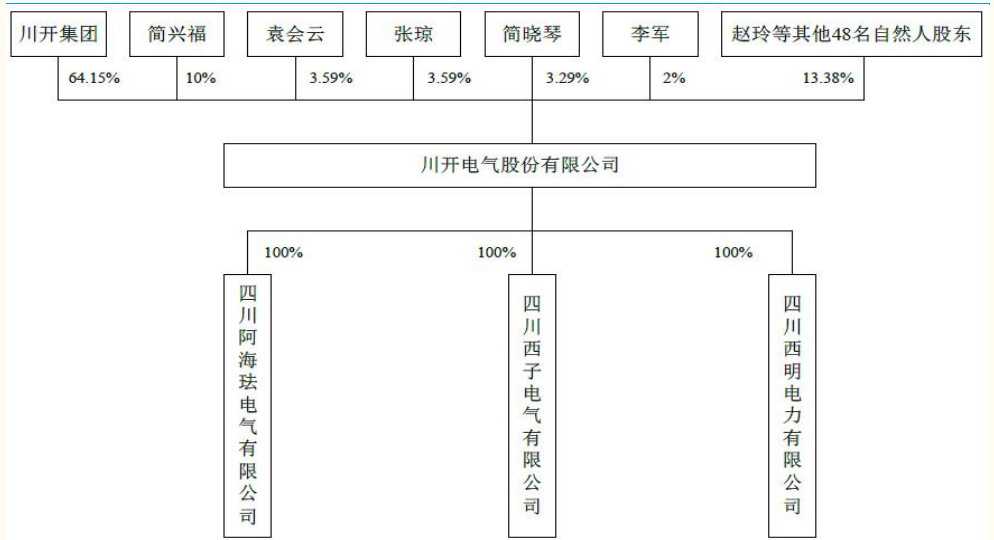 川开集团
简兴福
袁会云
张琼
简晓琴
李军
赵玲等其他48名自然人股东
64.15%
10%
3.59%
3.59%
3.29%
2%
13.38%
川开电气股份有限公司
100%
100%
100%
四川阿海珐电气有限公司
四川西子电气有限公司
四川西明电力有限公司